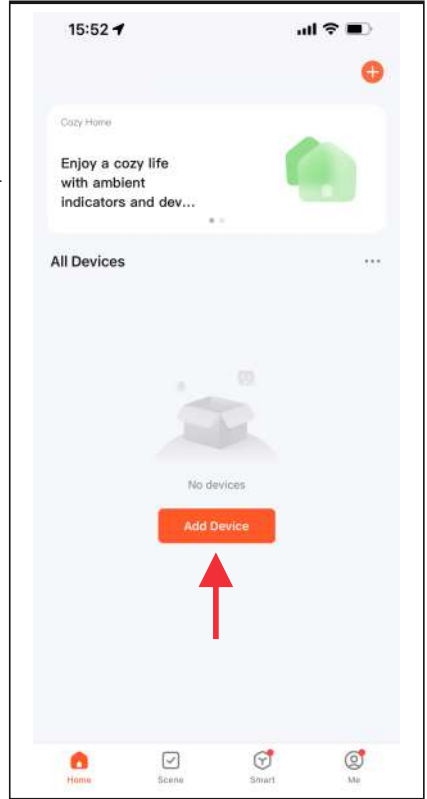 15:52
Cozy Home
Enjoy a cozy life
with ambient
indicators and dev...
All Devices
No devices
Add Device
Home
Scene
Smart
Me